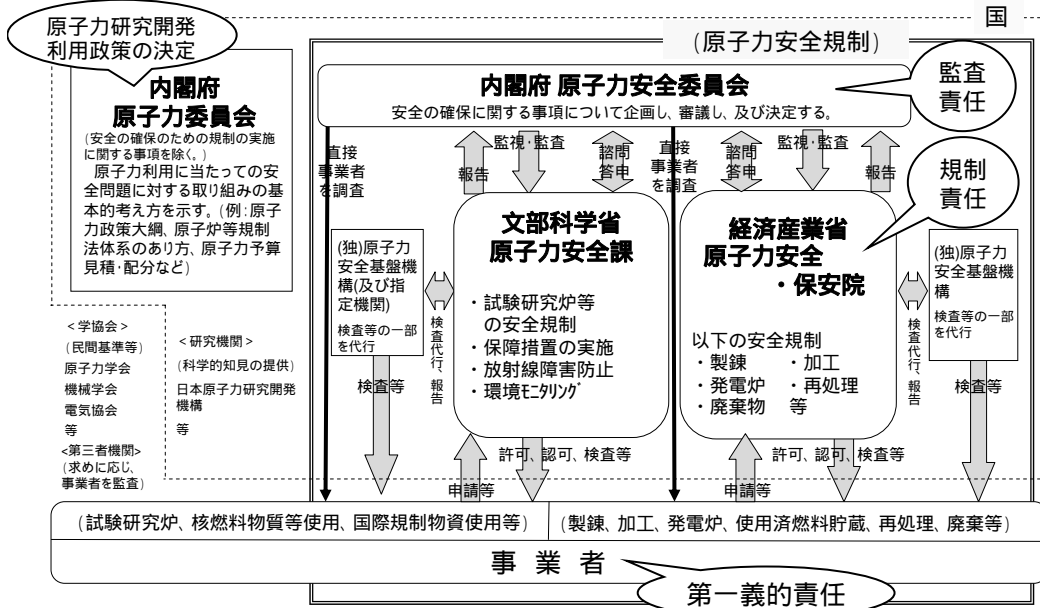 国
原子力研究開発
利用政策の決定
(原子力安全規制)
内閣府
原子力委員会
(安全の確保のための規制の実施
に関する事項を除く。)
原子力利用に当たっての安
全問題に対する取り組みの基
本的考え方を示す。(例:原子
力政策大綱、原子炉等規制
法体系のあり方、原子力予算
見積・配分など)
内閣府 原子力安全委員会
安全の確保に関する事項について企画し、審議し、及び決定する。
監査
責任
規制
責任
直接
事業者
を調査
報告
監視・監査
諮問
答申
直接
事業者
を調査
諮問
答申
監視・監査
報告
(独)原子力
安全基盤機
構(及び指
定機関)
検査等の一部
を代行
検査代行、報告
文部科学省
原子力安全課
・試験研究炉等
の安全規制
・保障措置の実施
・放射線障害防止
・環境モニタリング
経済産業省
原子力安全
・保安院
以下の安全規制
・製錬 ・加工
・発電炉 ・再処理
・廃棄物 等
検査代行、報告
(独)原子力
安全基盤機
構
検査等の一部
を代行
<学協会>
(民間基準等)
原子力学会
機械学会
電気協会
等
<第三者機関>
(求めに応じ、
事業者を監査)
<研究機関>
(科学的知見の提供)
日本原子力研究開発
機構
等
検査等
申請等
許可、認可、検査等
申請等
許可、認可、検査等
検査等
(試験研究炉、核燃料物質等使用、国際規制物資使用等)
(製錬、加工、発電炉、使用済燃料貯蔵、再処理、廃棄等)
事業者
第一義的責任